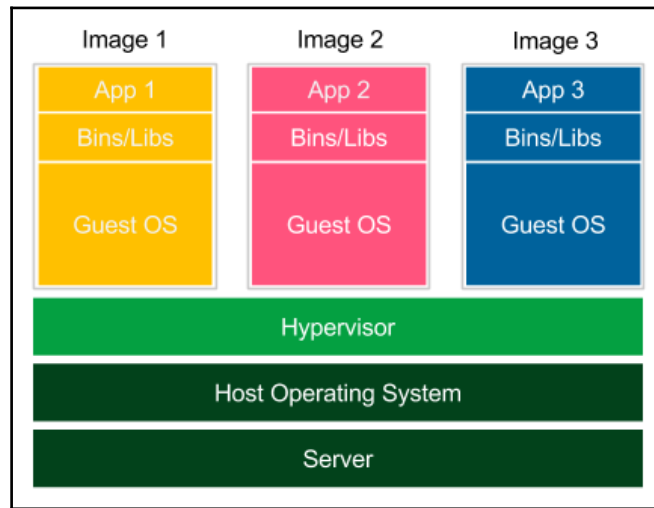 Image 1 Image 2 Image 3
App 1 App 2 App 3
Bins/Libs Bins/Libs Bins/Libs
Guest OS Guest OS Guest OS
Hypervisor
Host Operating System
Server